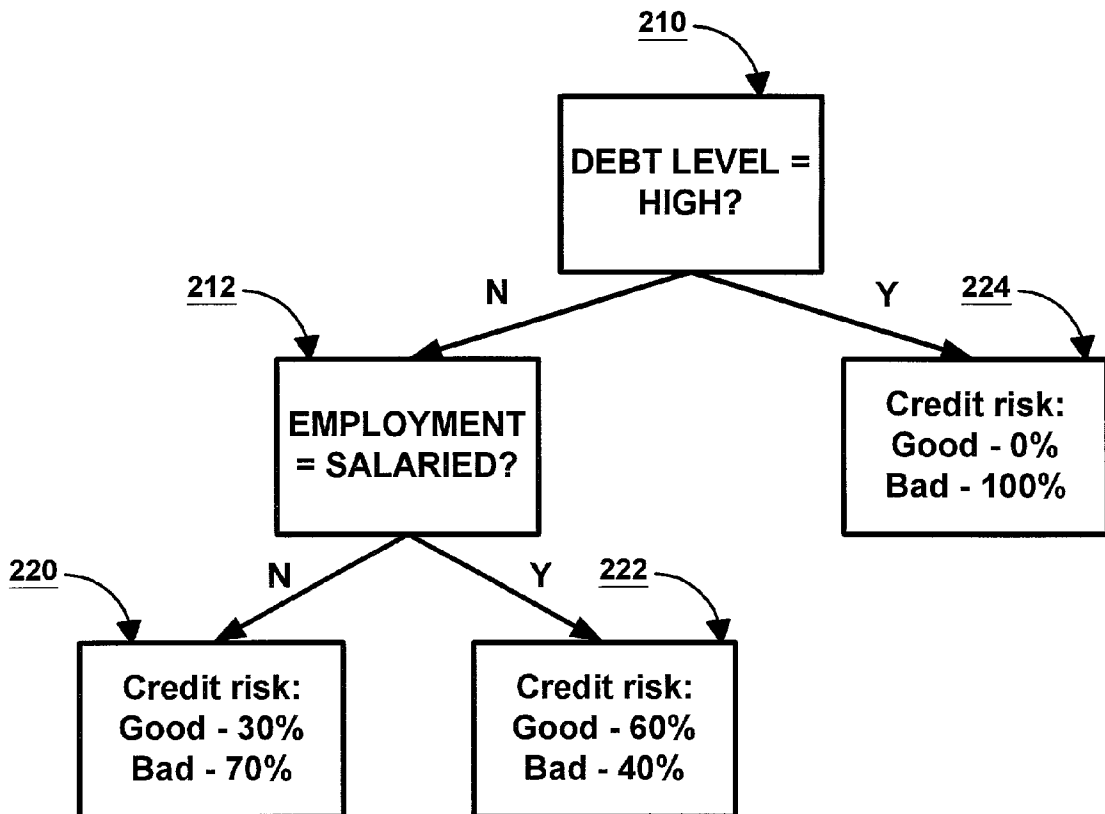 210
DEBT LEVEL =
HIGH?
212
N
Y
224
EMPLOYMENT
= SALARIED?
Credit risk:
Good - 0%
Bad - 100%
220
N
Y
222
Credit risk:
Good - 30%
Bad - 70%
Credit risk:
Good - 60%
Bad - 40%